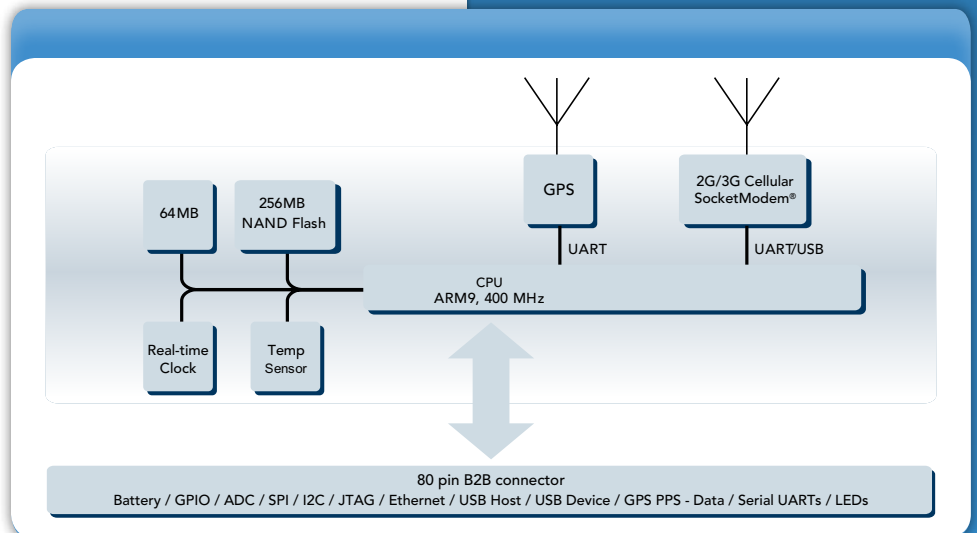 GPS
2G/3G Cellular
SocketModem®
64MB
256MB
NAND Flash
UART
UART/USB
CPU
ARM9, 400 MHz
Real-time
Clock
Temp
Sensor
80 pin B2B connector
Battery / GPIO / ADC / SPI / I2C / JTAG / Ethernet / USB Host / USB Device / GPS PPS - Data / Serial UARTs / LEDs